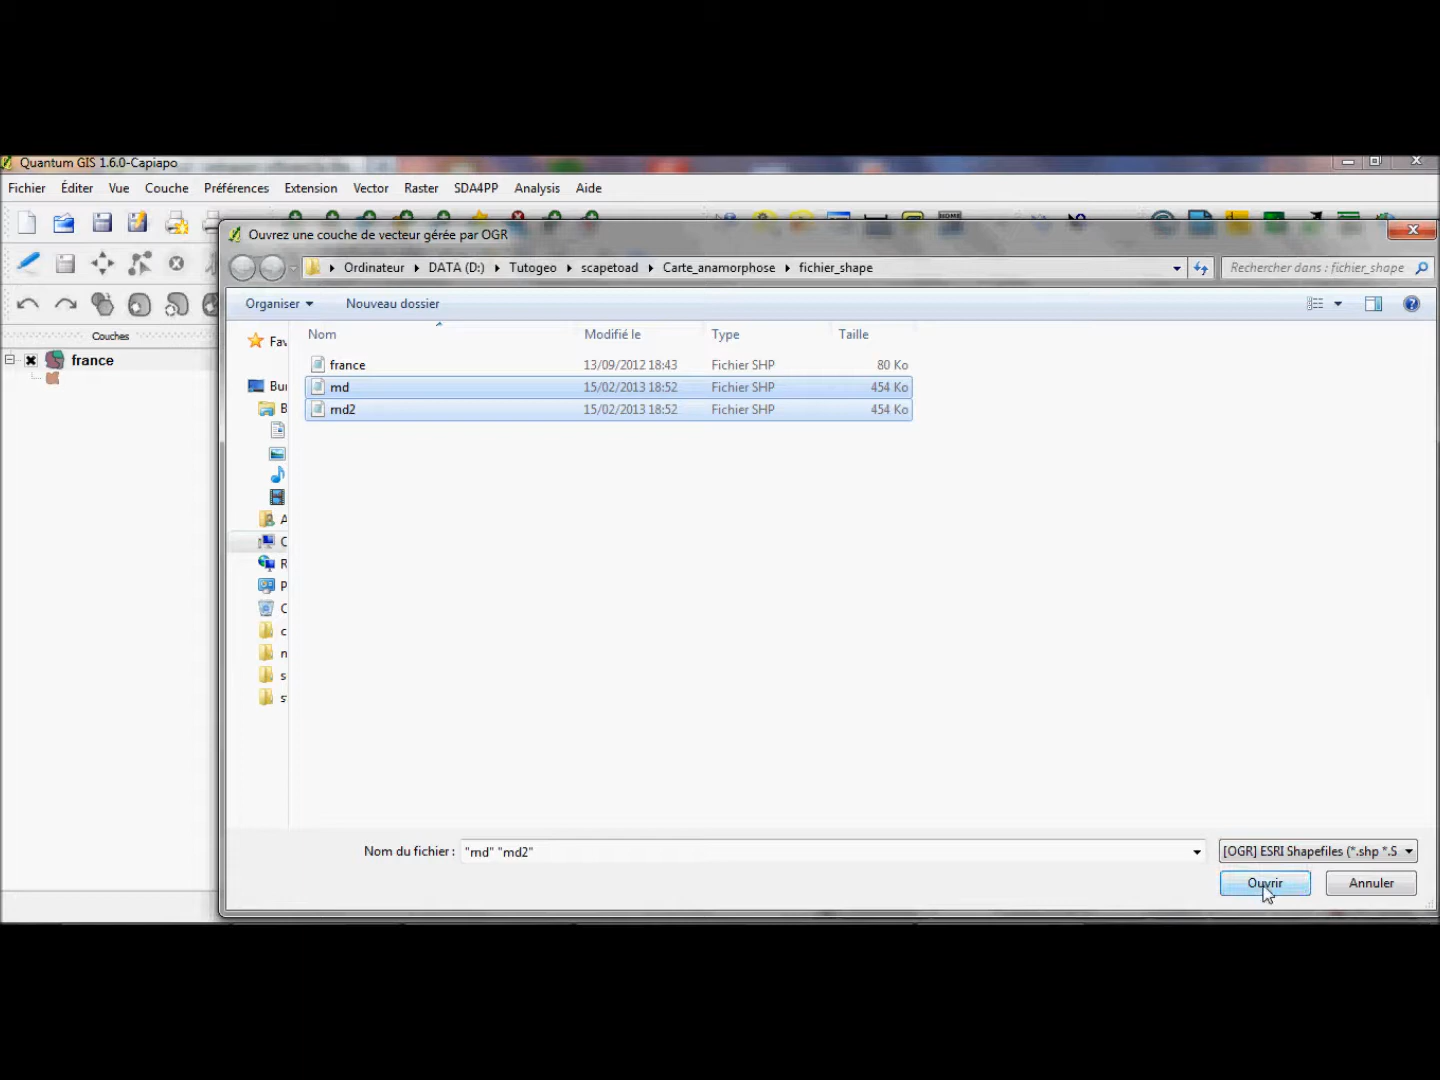 Quantum GIS 1.6.0-Capiapo
Fichier Éditer Vue Couche Préférences Extension Vector Raster SDA4PP Analysis Aide
HOME
Ouvrez une couche de vecteur gérée par OGR
Ordinateur DATA (D:) Tutogeo scapetoad Carte_anamorphose fichier_shape
Rechercher dans : fichier_shape
Organiser Nouveau dossier
Couches
france
Nom Modifié le Type Taille
france 13/09/2012 18:43 Fichier SHP 80 Ko
md 15/02/2013 18:52 Fichier SHP 454 Ko
md2 15/02/2013 18:52 Fichier SHP 454 Ko
Fav
Bur
B
A
C
R
P
C
c
n
s
s
Nom du fichier : "md" "md2"
[OGR] ESRI Shapefiles (*.shp *.S
Ouvrir Annuler